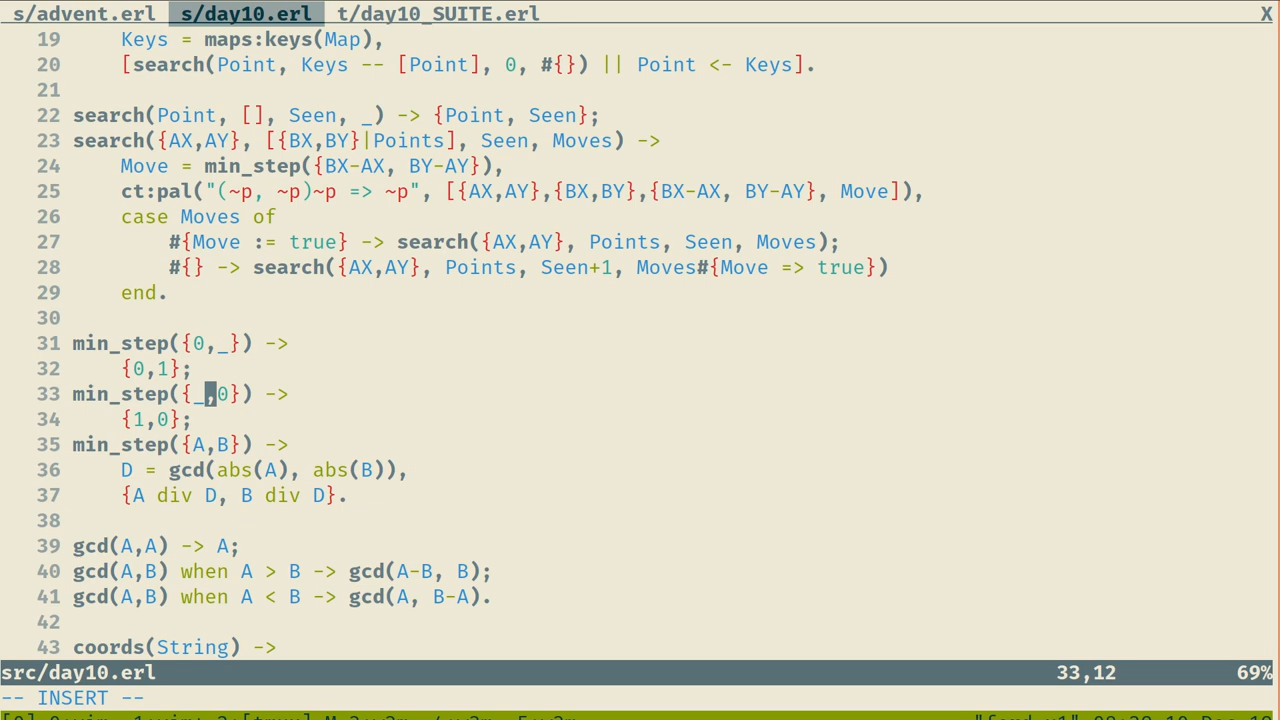 s/advent.erl s/day10.erl t/day10_SUITE.erl X
19 Keys = maps:keys(Map),
20 [search(Point, Keys -- [Point], 0, #{}) || Point <- Keys].
21
22 search(Point, [], Seen, _) -> {Point, Seen};
23 search({AX,AY}, [{BX,BY}|Points], Seen, Moves) ->
24 Move = min_step({BX-AX, BY-AY}),
25 ct:pal("(~p, ~p)~p => ~p", [{AX,AY},{BX,BY},{BX-AX, BY-AY}, Move]),
26 case Moves of
27 #{Move := true} -> search({AX,AY}, Points, Seen, Moves);
28 #{} -> search({AX,AY}, Points, Seen+1, Moves#{Move => true})
29 end.
30
31 min_step({0,_}) ->
32 {0,1};
33 min_step({_,0}) ->
34 {1,0};
35 min_step({A,B}) ->
36 D = gcd(abs(A), abs(B)),
37 {A div D, B div D}.
38
39 gcd(A,A) -> A;
40 gcd(A,B) when A > B -> gcd(A-B, B);
41 gcd(A,B) when A < B -> gcd(A, B-A).
42
43 coords(String) ->
src/day10.erl 33,12 69%
-- INSERT --